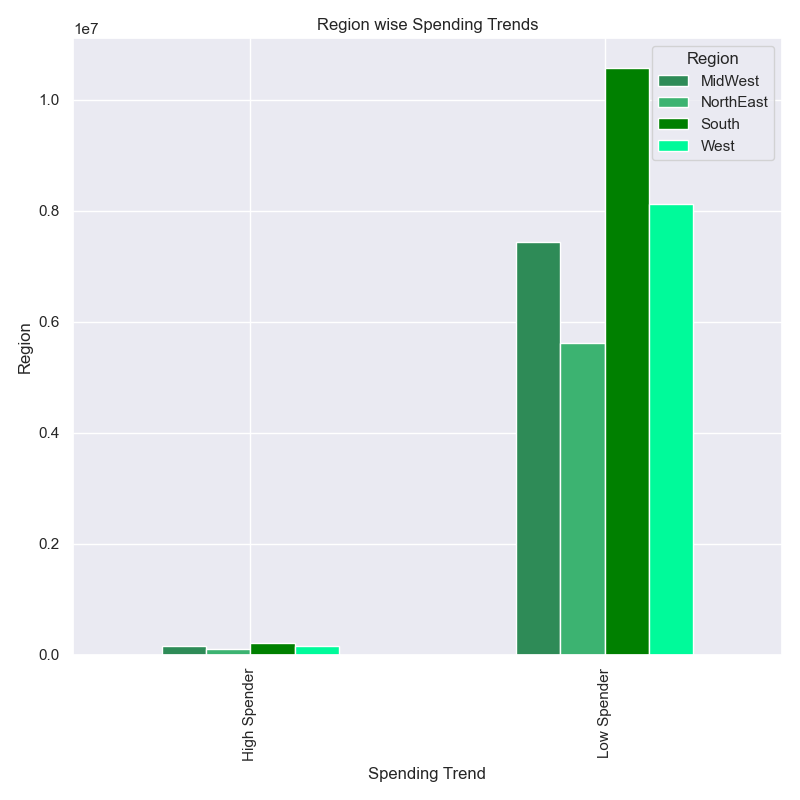 Region wise Spending Trends
1e7
Region
MidWest
NorthEast
South
West
1.0
0.8
0.6
0.4
0.2
0.0
Region
High Spender
Low Spender
Spending Trend